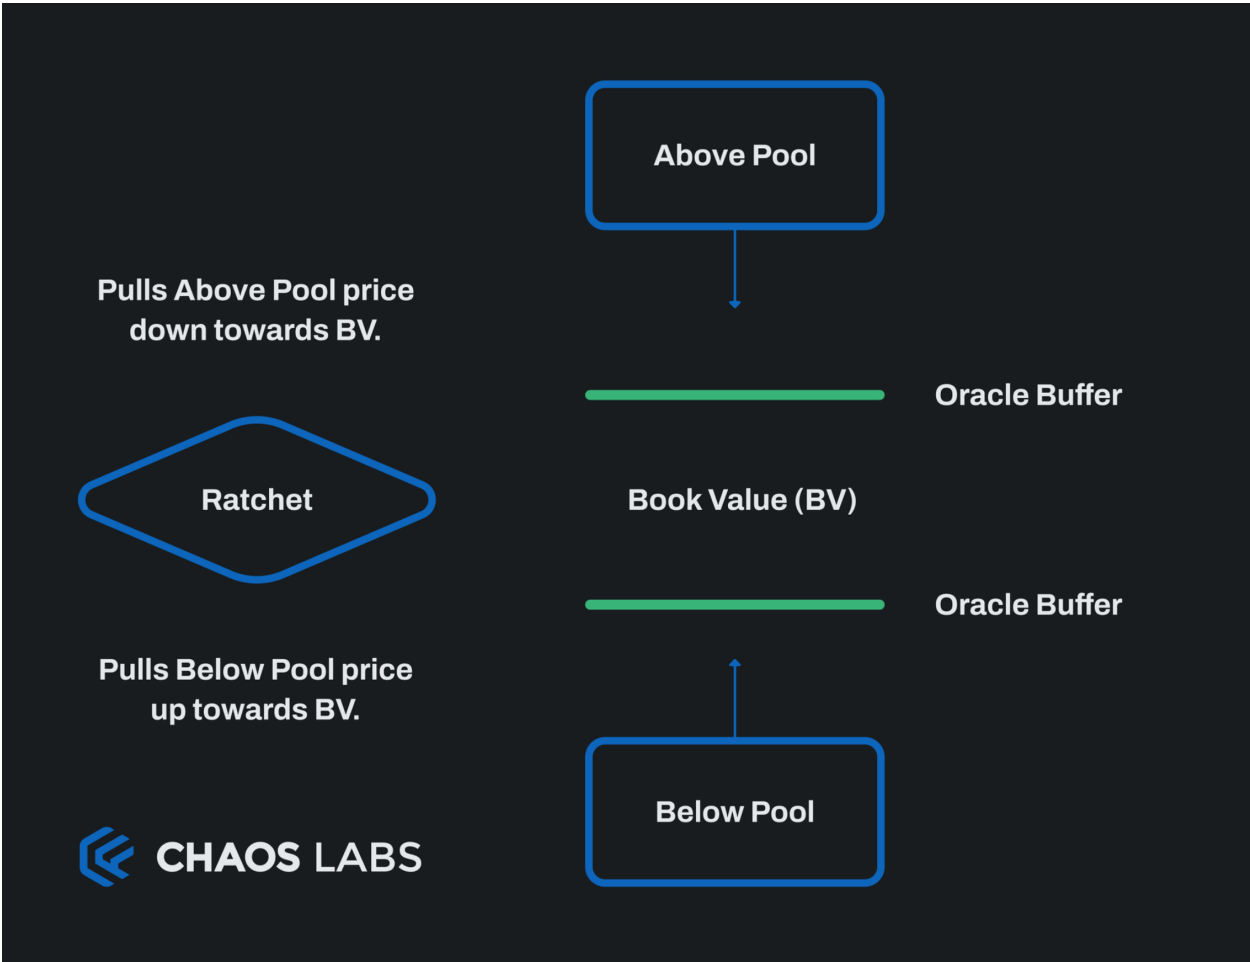 Above Pool
Pulls Above Pool price
down towards BV.
Oracle Buffer
Ratchet
Book Value (BV)
Oracle Buffer
Pulls Below Pool price
up towards BV.
Below Pool
CHAOS LABS